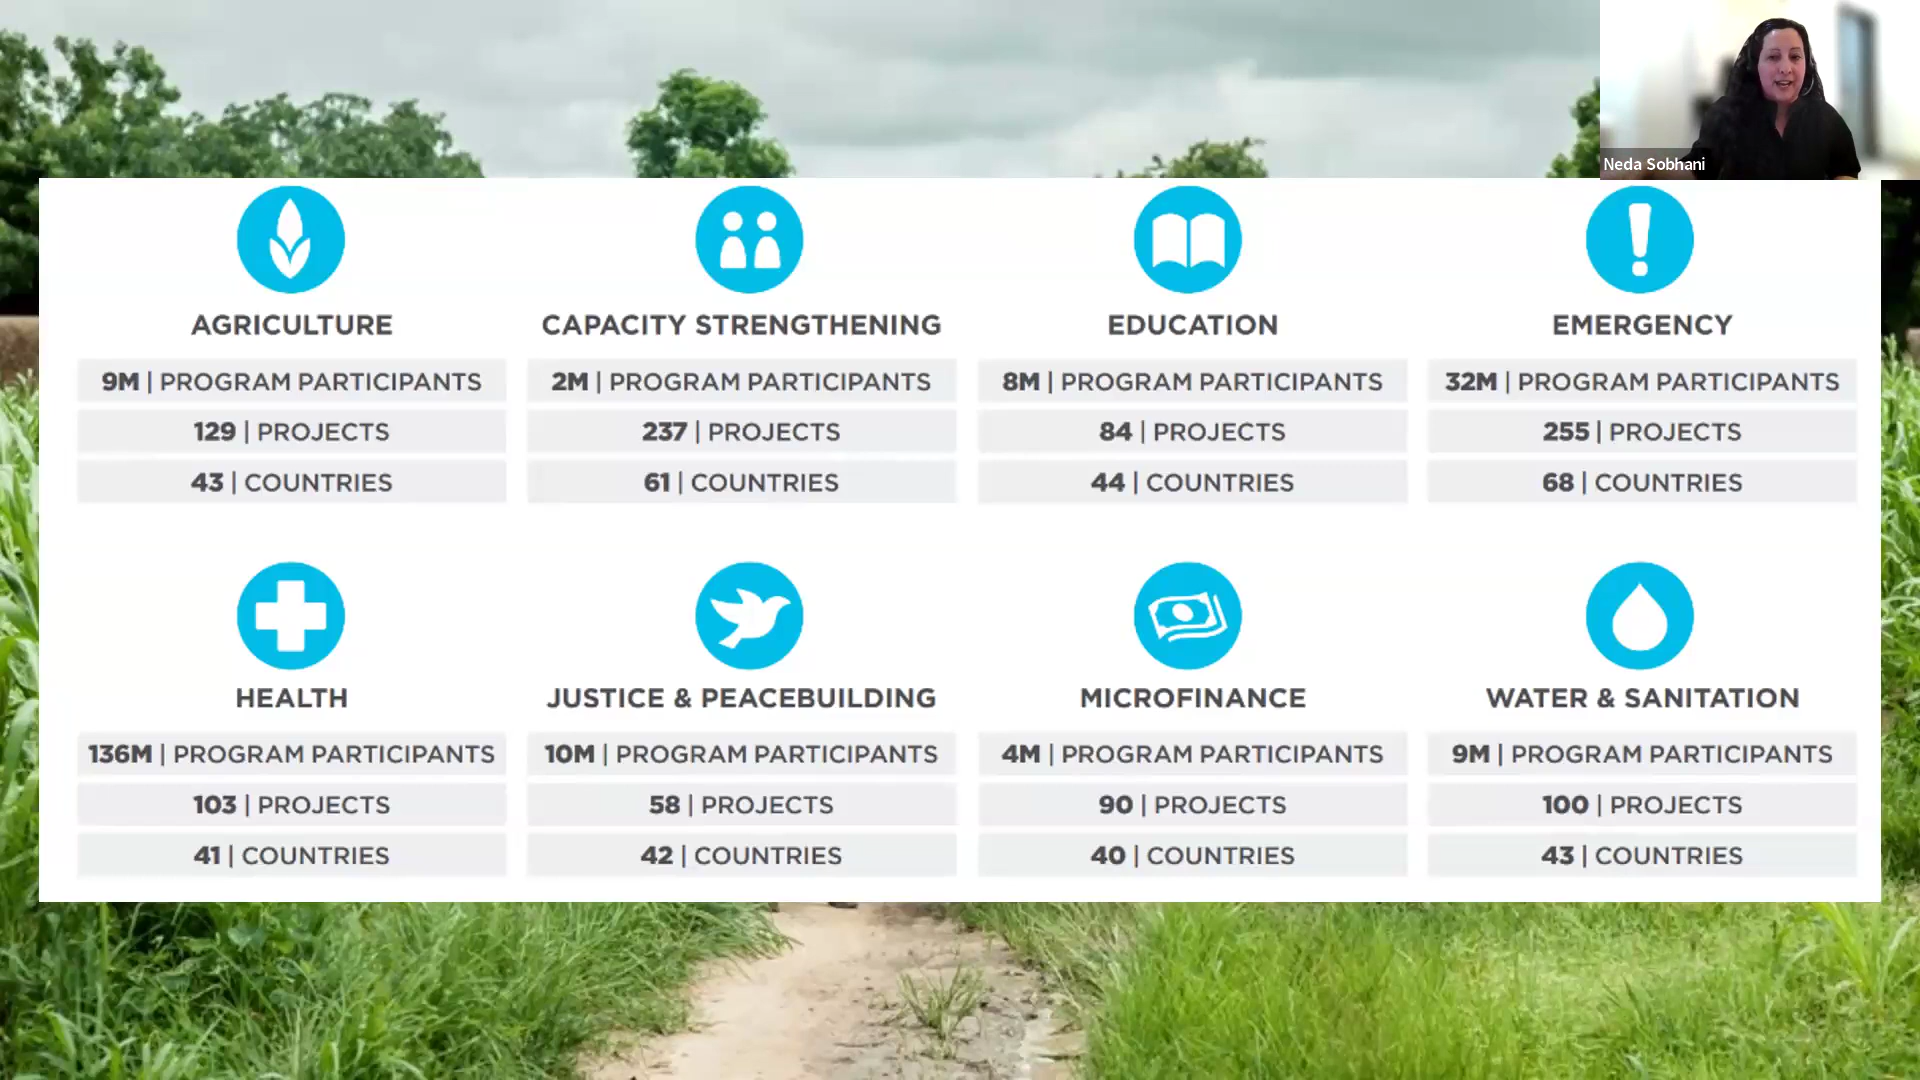 Neda Sobhani
AGRICULTURE
9M | PROGRAM PARTICIPANTS
129 | PROJECTS
43 | COUNTRIES
CAPACITY STRENGTHENING
2M | PROGRAM PARTICIPANTS
237 | PROJECTS
61 | COUNTRIES
EDUCATION
8M | PROGRAM PARTICIPANTS
84 | PROJECTS
44 | COUNTRIES
EMERGENCY
32M | PROGRAM PARTICIPANTS
255 | PROJECTS
68 | COUNTRIES
HEALTH
136M | PROGRAM PARTICIPANTS
103 | PROJECTS
41 | COUNTRIES
JUSTICE & PEACEBUILDING
10M | PROGRAM PARTICIPANTS
58 | PROJECTS
42 | COUNTRIES
MICROFINANCE
4M | PROGRAM PARTICIPANTS
90 | PROJECTS
40 | COUNTRIES
WATER & SANITATION
9M | PROGRAM PARTICIPANTS
100 | PROJECTS
43 | COUNTRIES